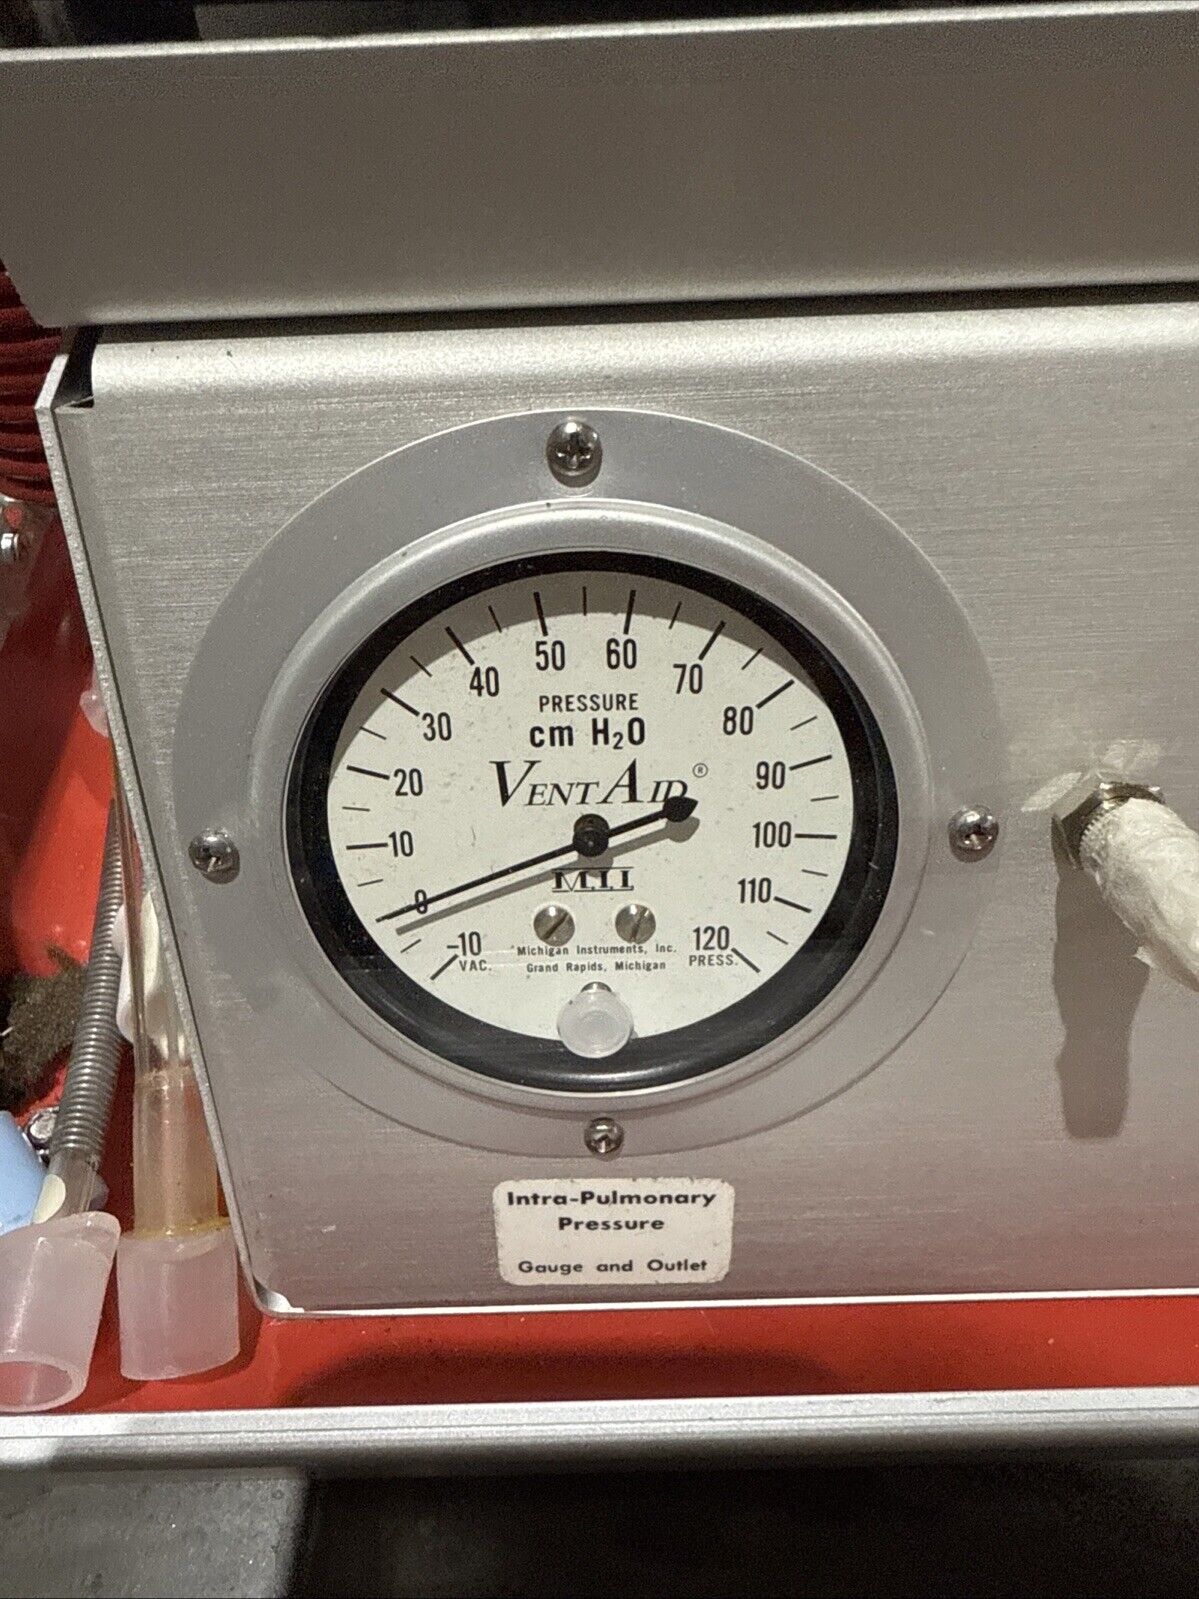 50 60
40 70
PRESSURE
30 cm H₂O 80
20 VENTAID® 90
10 100
M.I.I.
0 110
-10 Michigan Instruments, Inc. 120
VAC. Grand Rapids, Michigan PRESS.
Intra-Pulmonary
Pressure
Gauge and Outlet